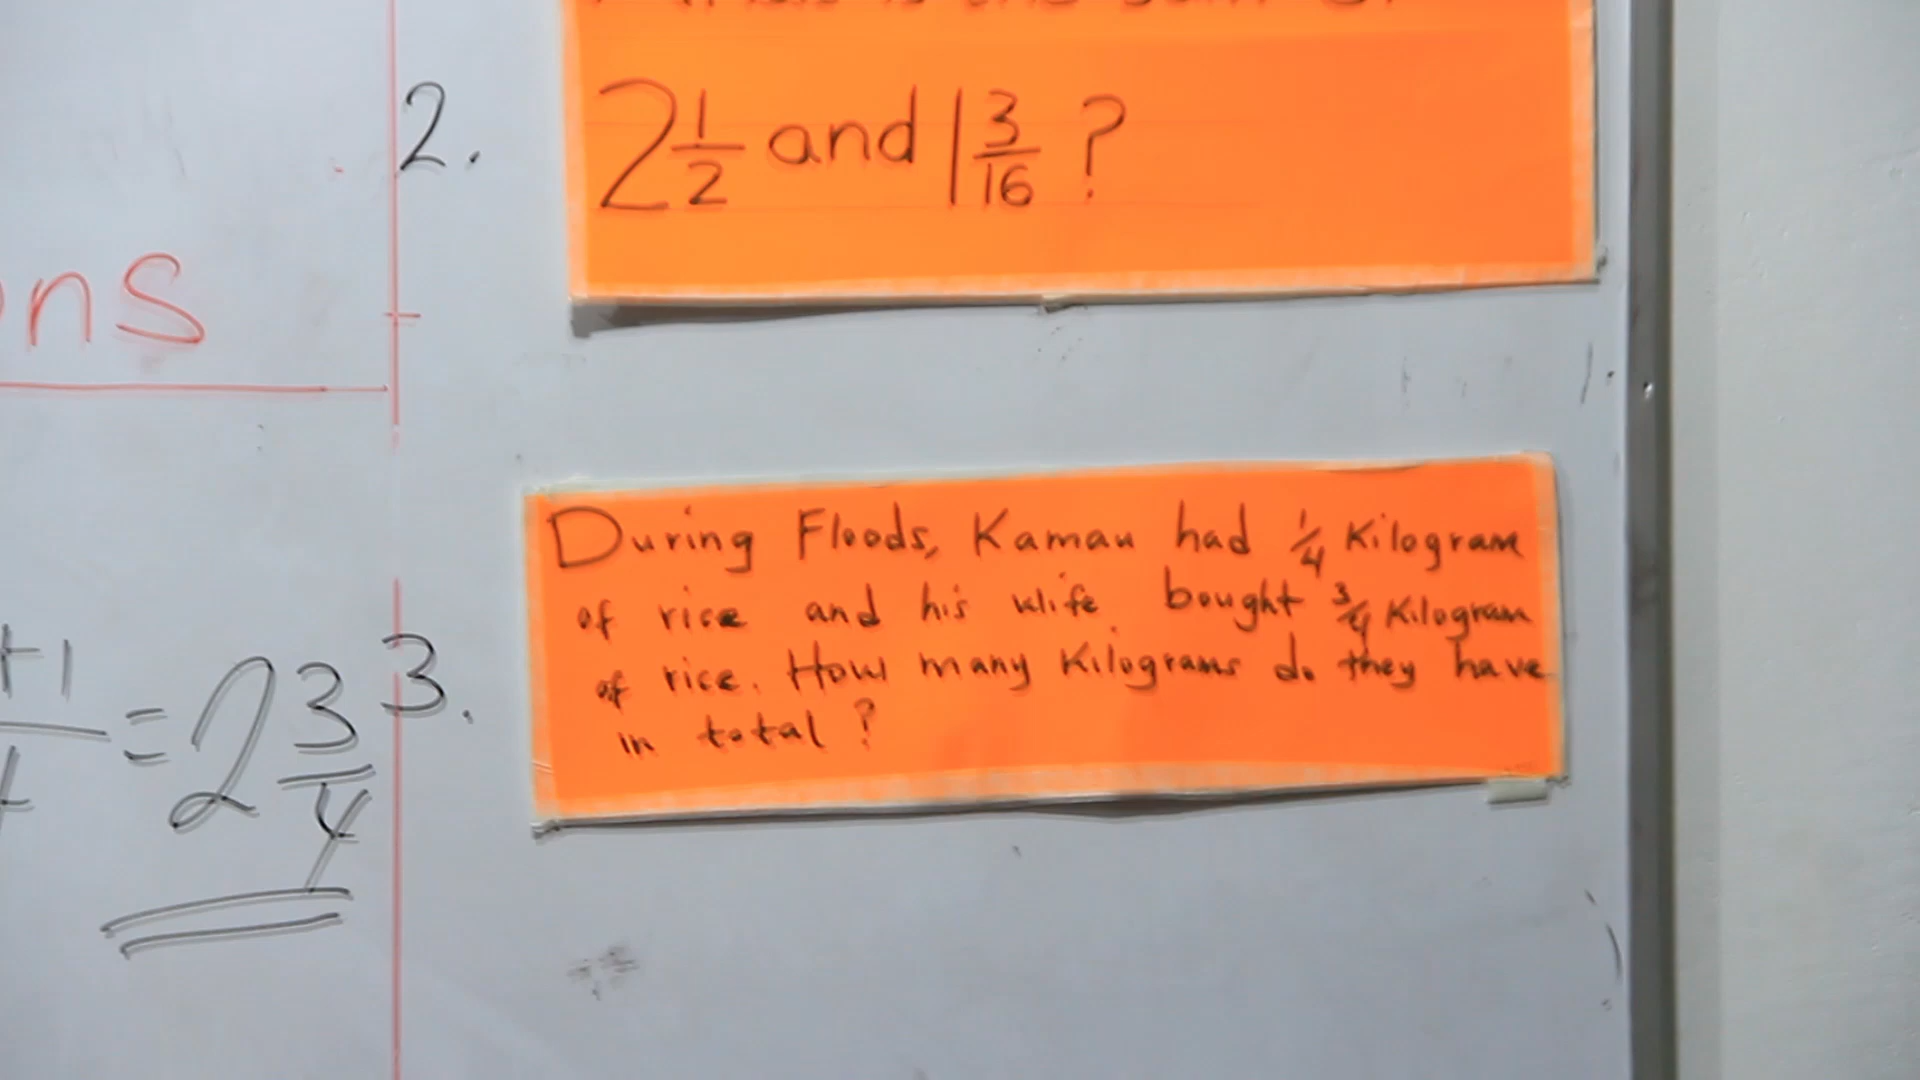 2.
2 1/2 and 1 3/16 ?
ns
During Floods, Kamau had 1/4 Kilogram
of rice and his wife bought 3/4 Kilogram
of rice. How many Kilograms do they have
in total ?
3.
+1
= 2 3/4